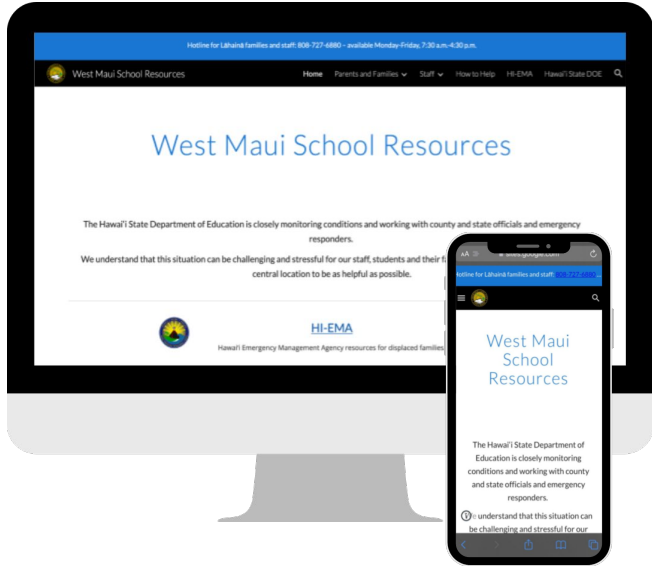 Hotline for Lāhainā families and staff: 808-727-6880 – available Monday-Friday, 7:30 a.m.-4:30 p.m.
West Maui School Resources
Home Parents and Families Staff How to Help HI-EMA Hawai'i State DOE
West Maui School Resources
The Hawai'i State Department of Education is closely monitoring conditions and working with county and state officials and emergency
responders.
We understand that this situation can be challenging and stressful for our staff, students and their f
central location to be as helpful as possible.
HI-EMA
Hawai'i Emergency Management Agency resources for displaced families
AA sites.google.com
Hotline for Lāhainā families and staff: 808-727-6880
West Maui
School
Resources
The Hawai'i State Department of
Education is closely monitoring
conditions and working with county
and state officials and emergency
responders.
We understand that this situation can
be challenging and stressful for our